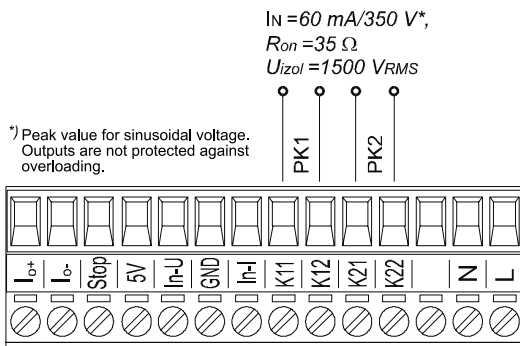 IN =60 mA/350 V*,
Ron =35 Ω
Uizol =1500 VRMS
*) Peak value for sinusoidal voltage.
Outputs are not protected against
overloading.
PK1
PK2
Io+
Io-
Stop
5V
In-U
GND
In-I
K11
K12
K21
K22
N
L